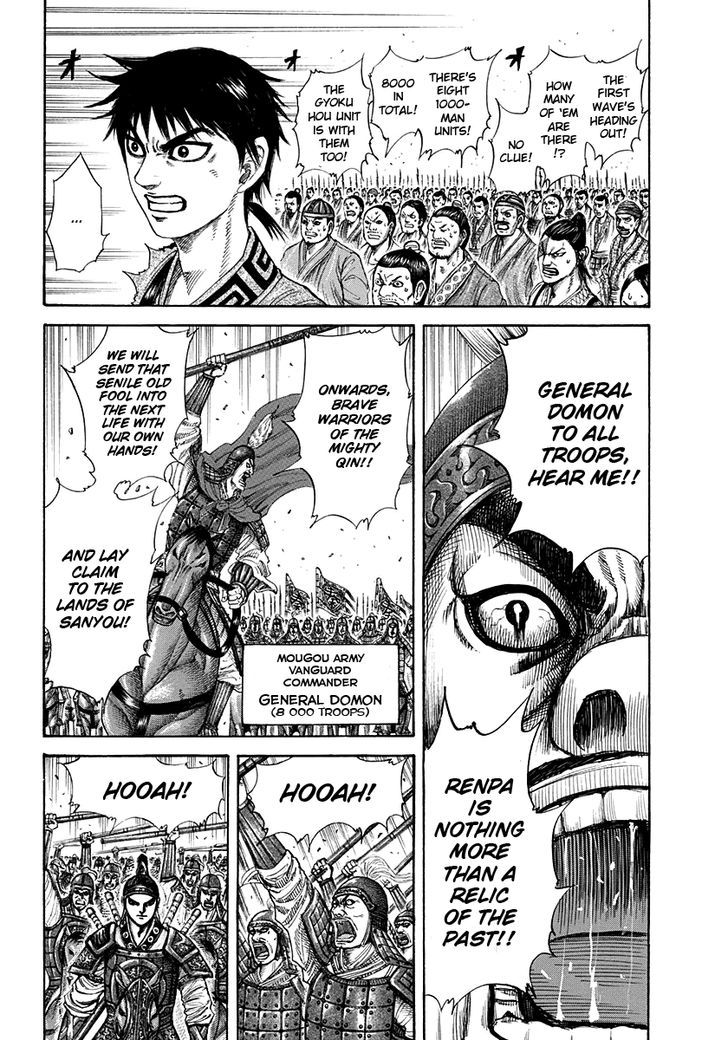 THE
FIRST
WAVE'S
HEADING
OUT!
HOW
MANY
OF 'EM
ARE
THERE
!?
NO
CLUE!
THERE'S
EIGHT
1000-
MAN
UNITS!
8000
IN
TOTAL!
THE
GYOKU
HOU UNIT
IS WITH
THEM
TOO!
...
オ
オ
オ
GENERAL
DOMON
TO ALL
TROOPS,
HEAR ME!!
RENPA
IS
NOTHING
MORE
THAN A
RELIC
OF THE
PAST!!
ONWARDS,
BRAVE
WARRIORS
OF THE
MIGHTY
QIN!!
WE WILL
SEND THAT
SENILE OLD
FOOL INTO
THE NEXT
LIFE WITH
OUR OWN
HANDS!
AND LAY
CLAIM
TO THE
LANDS OF
SANYOU!
MOUGOU ARMY
VANGUARD
COMMANDER
GENERAL DOMON
(8 000 TROOPS)
HOOAH!
HOOAH!